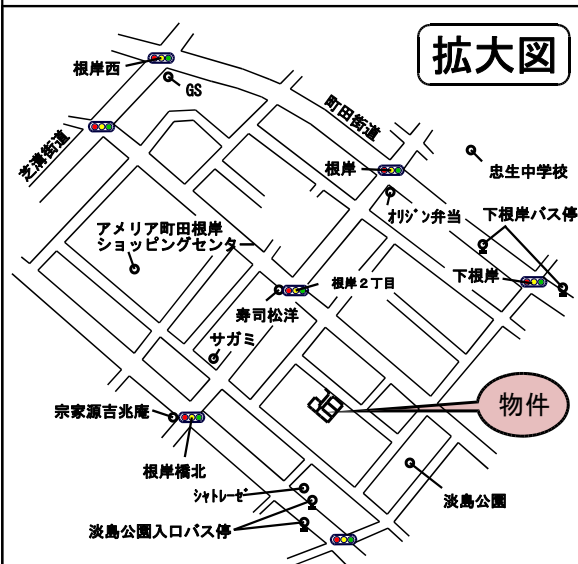 拡大図
根岸西
GS
町田街道
芝溝街道
根岸
忠生中学校
ｵﾘｼﾞﾝ弁当
下根岸バス停
アメリア町田根岸
ショッピングセンター
下根岸
根岸２丁目
寿司松洋
サガミ
物件
宗家源吉兆庵
根岸橋北
ｼｬﾄﾚｰｾﾞ
淡島公園
淡島公園入口バス停